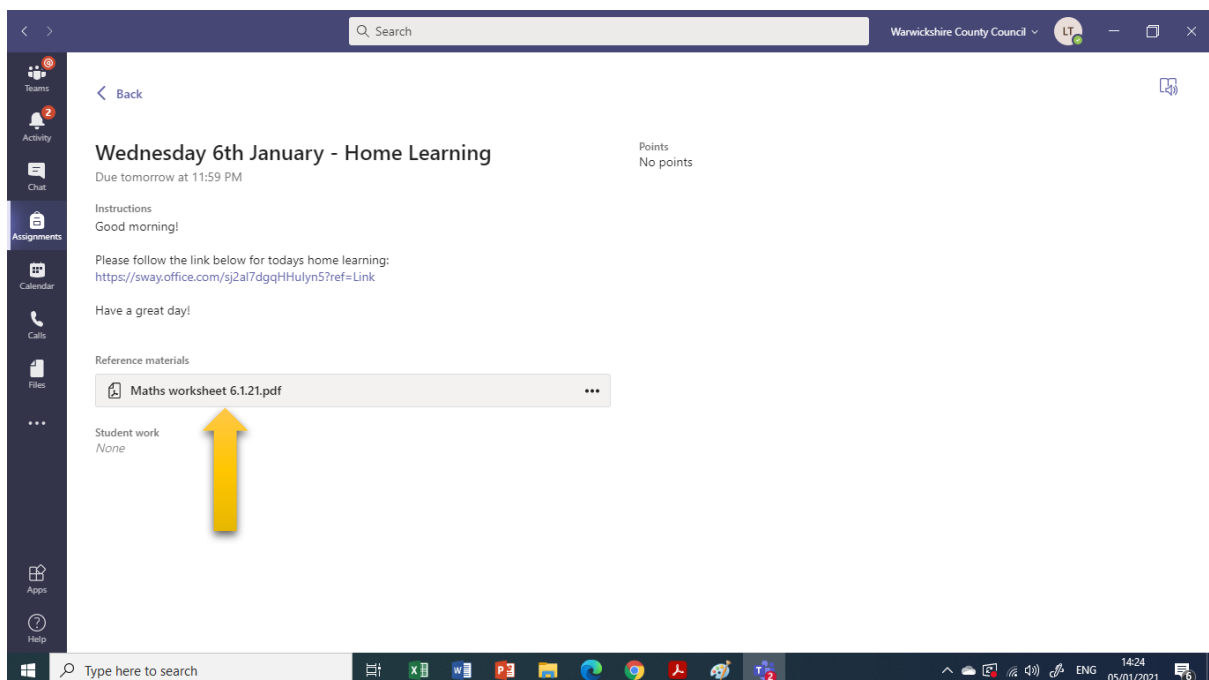 Search
Warwickshire County Council
LT
@
Teams
2
Activity
Chat
Assignments
Calendar
Calls
Files
Apps
Help
Back
Wednesday 6th January - Home Learning
Due tomorrow at 11:59 PM
Points
No points
Instructions
Good morning!
Please follow the link below for todays home learning:
https://sway.office.com/sj2al7dgqHHulyn5?ref=Link
Have a great day!
Reference materials
Maths worksheet 6.1.21.pdf
Student work
None
Type here to search
2
ENG
14:24
05/01/2021
6